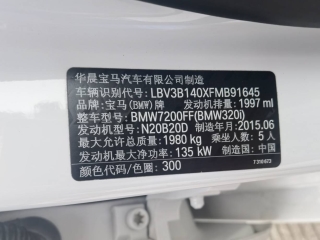 华晨宝马汽车有限公司制造
车辆识别代号: LBV3B140XFMB91645
品牌: 宝马(BMW) 发动机排量: 1997 ml
整车型号: BMW7200FF(BMW320i)
发动机型号: N20B20D 制造年月: 2015.06
最大允许总质量: 1980 kg 乘坐人数: 5人
发动机最大净功率: 135 kW 制造国: 中国
颜色代码/色圈: 300